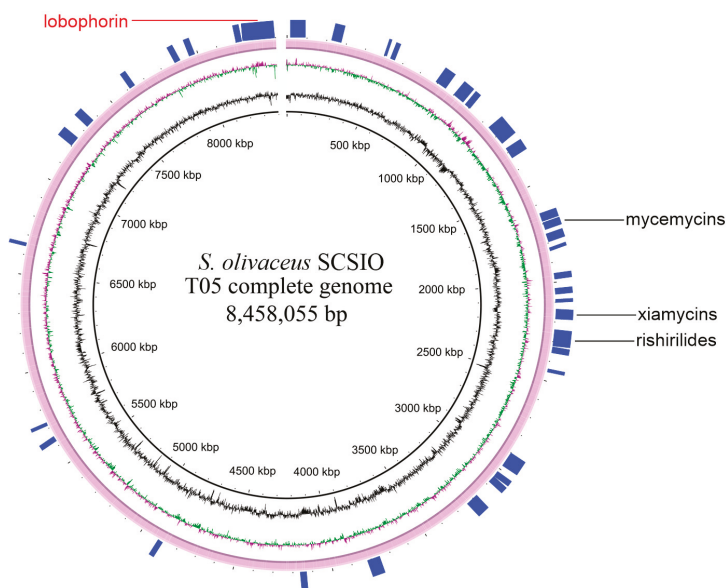 lobophorin
8000 kbp
500 kbp
7500 kbp
1000 kbp
7000 kbp
1500 kbp
mycemycins
S. olivaceus SCSIO
T05 complete genome
8,458,055 bp
6500 kbp
2000 kbp
xiamycins
rishirilides
6000 kbp
2500 kbp
5500 kbp
3000 kbp
5000 kbp
3500 kbp
4500 kbp
4000 kbp